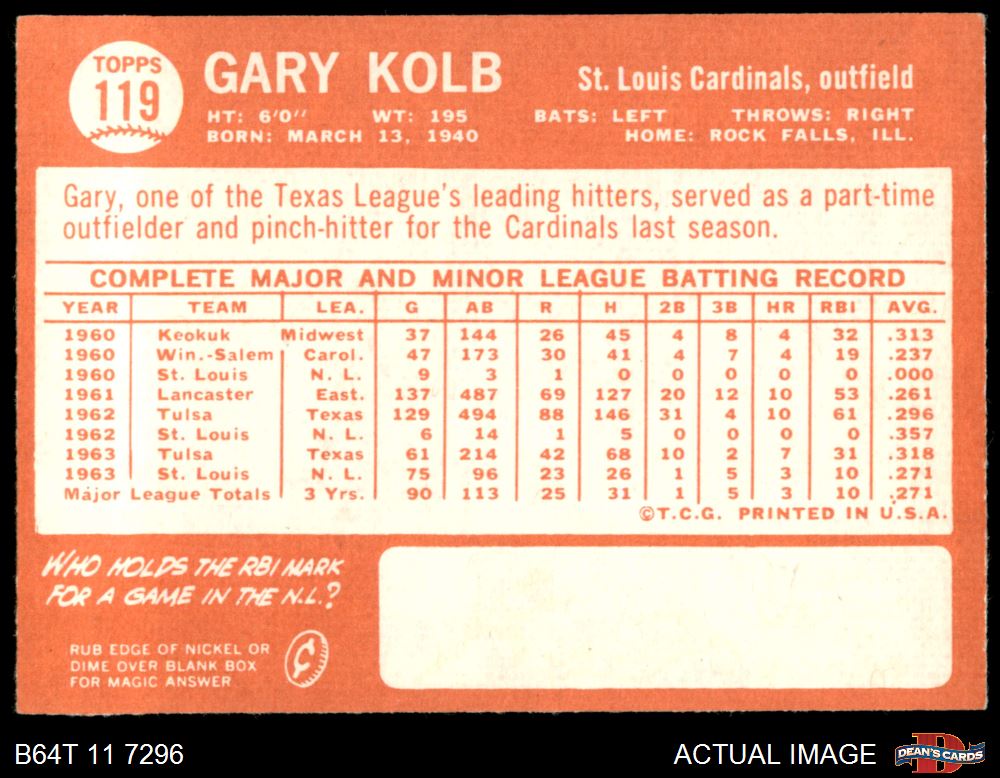 TOPPS
119
GARY KOLB
St. Louis Cardinals, outfield
HT: 6'0" WT: 195 BATS: LEFT THROWS: RIGHT
BORN: MARCH 13, 1940 HOME: ROCK FALLS, ILL.
Gary, one of the Texas League's leading hitters, served as a part-time
outfielder and pinch-hitter for the Cardinals last season.
COMPLETE MAJOR AND MINOR LEAGUE BATTING RECORD
YEAR TEAM LEA. G AB R H 2B 3B HR RBI AVG.
1960 Keokuk Midwest 37 144 26 45 4 8 4 32 .313
1960 Win.-Salem Carol. 47 173 30 41 4 7 4 19 .237
1960 St. Louis N. L. 9 3 1 0 0 0 0 0 .000
1961 Lancaster East. 137 487 69 127 20 12 10 53 .261
1962 Tulsa Texas 129 494 88 146 31 4 10 61 .296
1962 St. Louis N. L. 6 14 1 5 0 0 0 0 .357
1963 Tulsa Texas 61 214 42 68 10 2 7 31 .318
1963 St. Louis N. L. 75 96 23 26 1 5 3 10 .271
Major League Totals 3 Yrs. 90 113 25 31 1 5 3 10 .271
©T.C.G. PRINTED IN U.S.A.
WHO HOLDS THE RBI MARK
FOR A GAME IN THE N.L.?
RUB EDGE OF NICKEL OR
DIME OVER BLANK BOX
FOR MAGIC ANSWER
¢
B64T 11 7296
ACTUAL IMAGE
D
DEAN'S CARDS